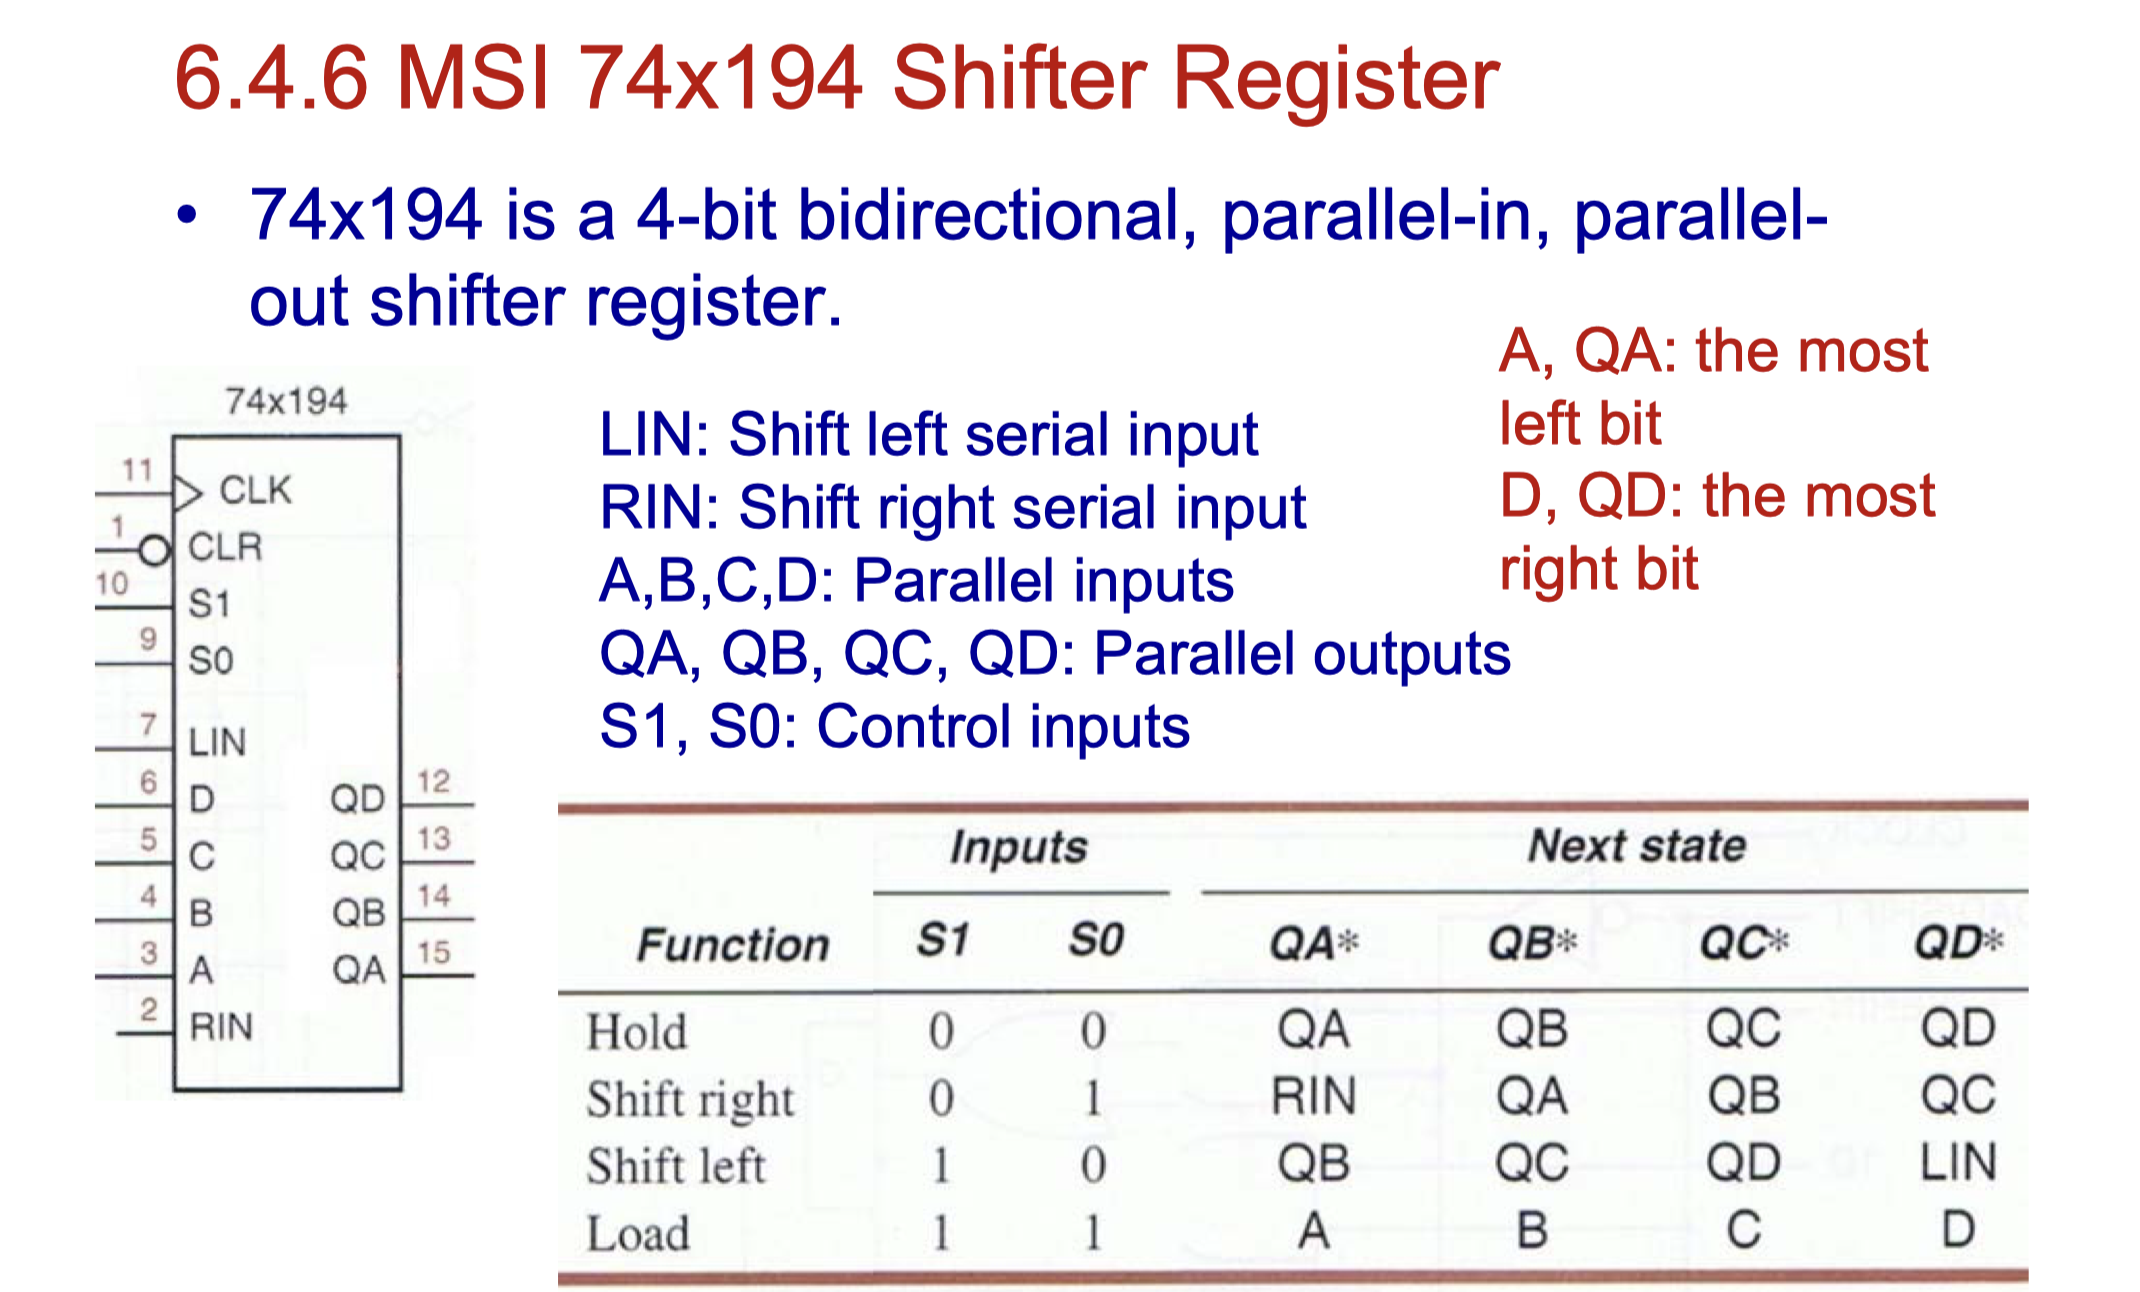 6.4.6 MSI 74x194 Shifter Register
• 74x194 is a 4-bit bidirectional, parallel-in, parallel-
out shifter register.
A, QA: the most
left bit
D, QD: the most
right bit
LIN: Shift left serial input
RIN: Shift right serial input
A,B,C,D: Parallel inputs
QA, QB, QC, QD: Parallel outputs
S1, S0: Control inputs
74x194
11 CLK
1 CLR
10 S1
9 S0
7 LIN
6 D QD 12
5 C QC 13
4 B QB 14
3 A QA 15
2 RIN
Inputs Next state
Function S1 S0 QA* QB* QC* QD*
Hold 0 0 QA QB QC QD
Shift right 0 1 RIN QA QB QC
Shift left 1 0 QB QC QD LIN
Load 1 1 A B C D